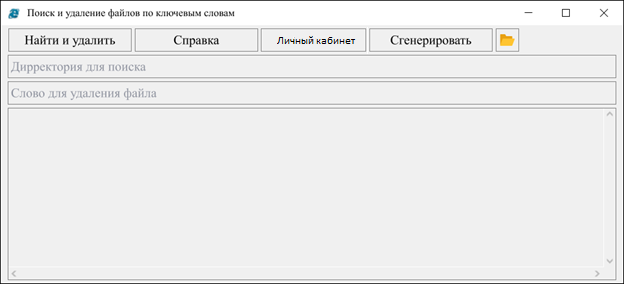 Поиск и удаление файлов по ключевым словам
Найти и удалить Справка Личный кабинет Сгенерировать
Дирректория для поиска
Слово для удаления файла